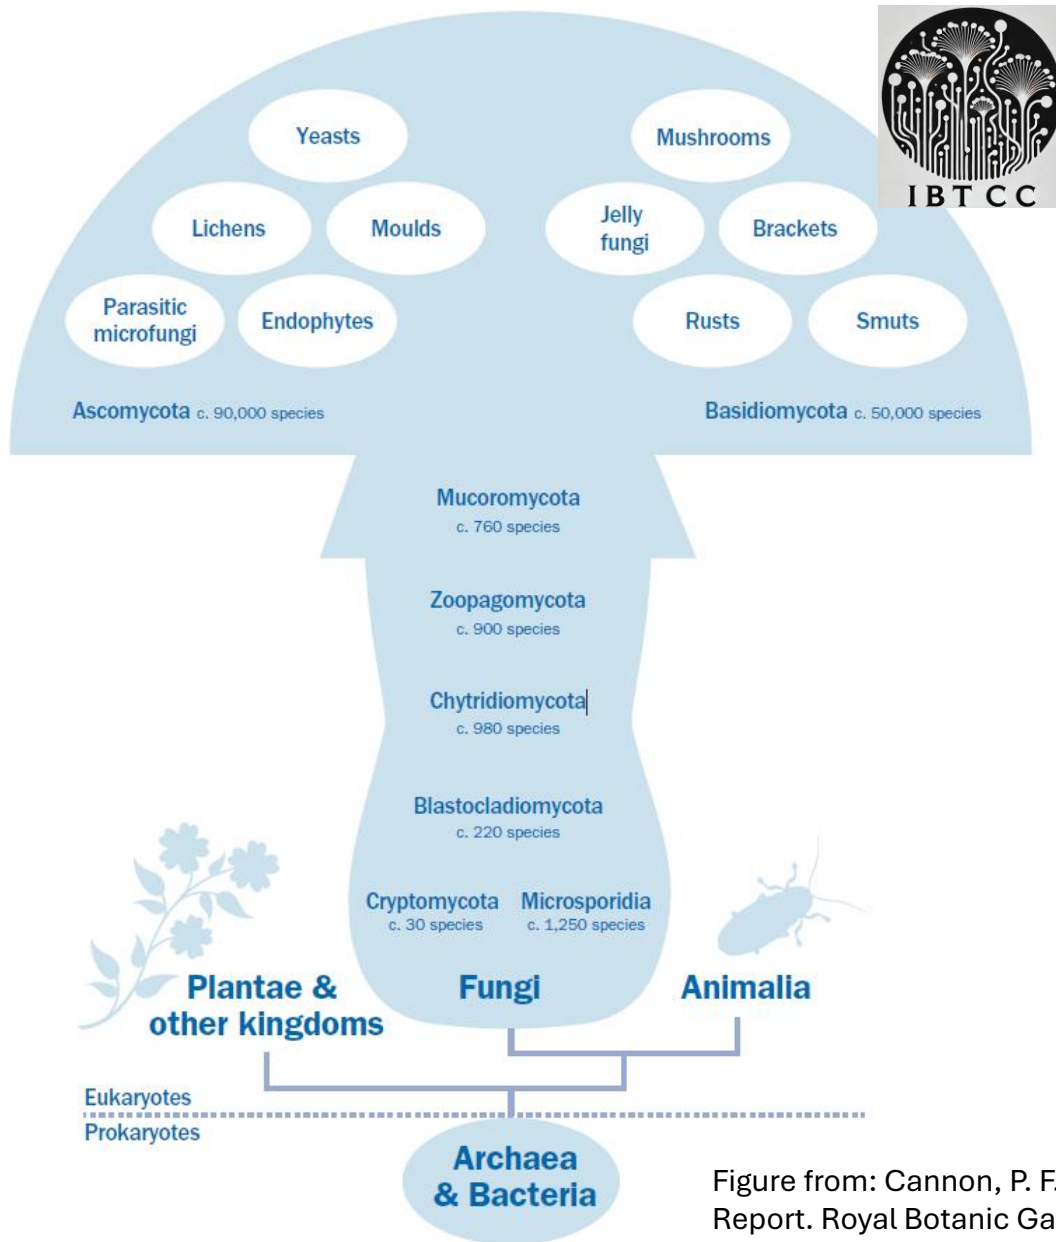 IBTCC
Yeasts
Mushrooms
Lichens
Moulds
Jelly
fungi
Brackets
Parasitic
microfungi
Endophytes
Rusts
Smuts
Ascomycota c. 90,000 species
Basidiomycota c. 50,000 species
Mucoromycota
c. 760 species
Zoopagomycota
c. 900 species
Chytridiomycota
c. 980 species
Blastocladiomycota
c. 220 species
Cryptomycota
c. 30 species
Microsporidia
c. 1,250 species
Plantae &
other kingdoms
Fungi
Animalia
Eukaryotes
Prokaryotes
Archaea
& Bacteria
Figure from: Cannon, P. F.
Report. Royal Botanic Ga